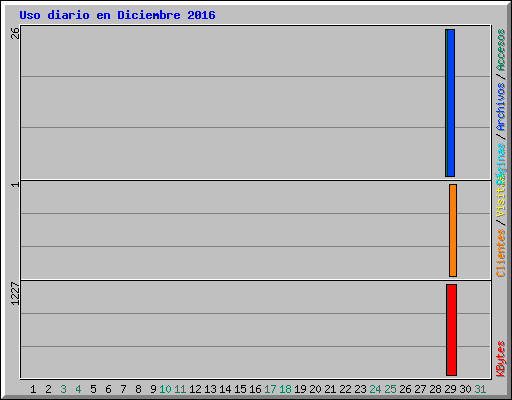 Uso diario en Diciembre 2016
26
1
1227
Páginas / Archivos / Accesos
Clientes / Visitas
KBytes
1 2 3 4 5 6 7 8 9 10 11 12 13 14 15 16 17 18 19 20 21 22 23 24 25 26 27 28 29 30 31